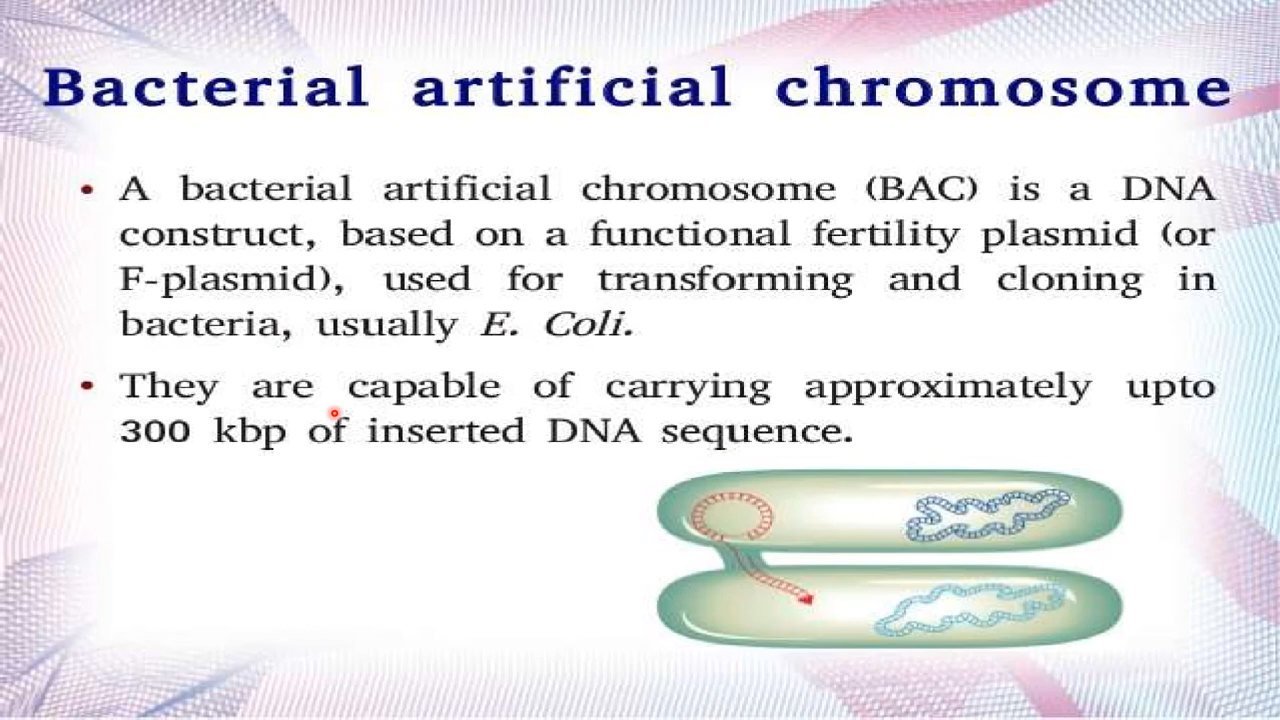 Bacterial artificial chromosome
• A bacterial artificial chromosome (BAC) is a DNA
construct, based on a functional fertility plasmid (or
F-plasmid), used for transforming and cloning in
bacteria, usually E. Coli.
• They are capable of carrying approximately upto
300 kbp of inserted DNA sequence.